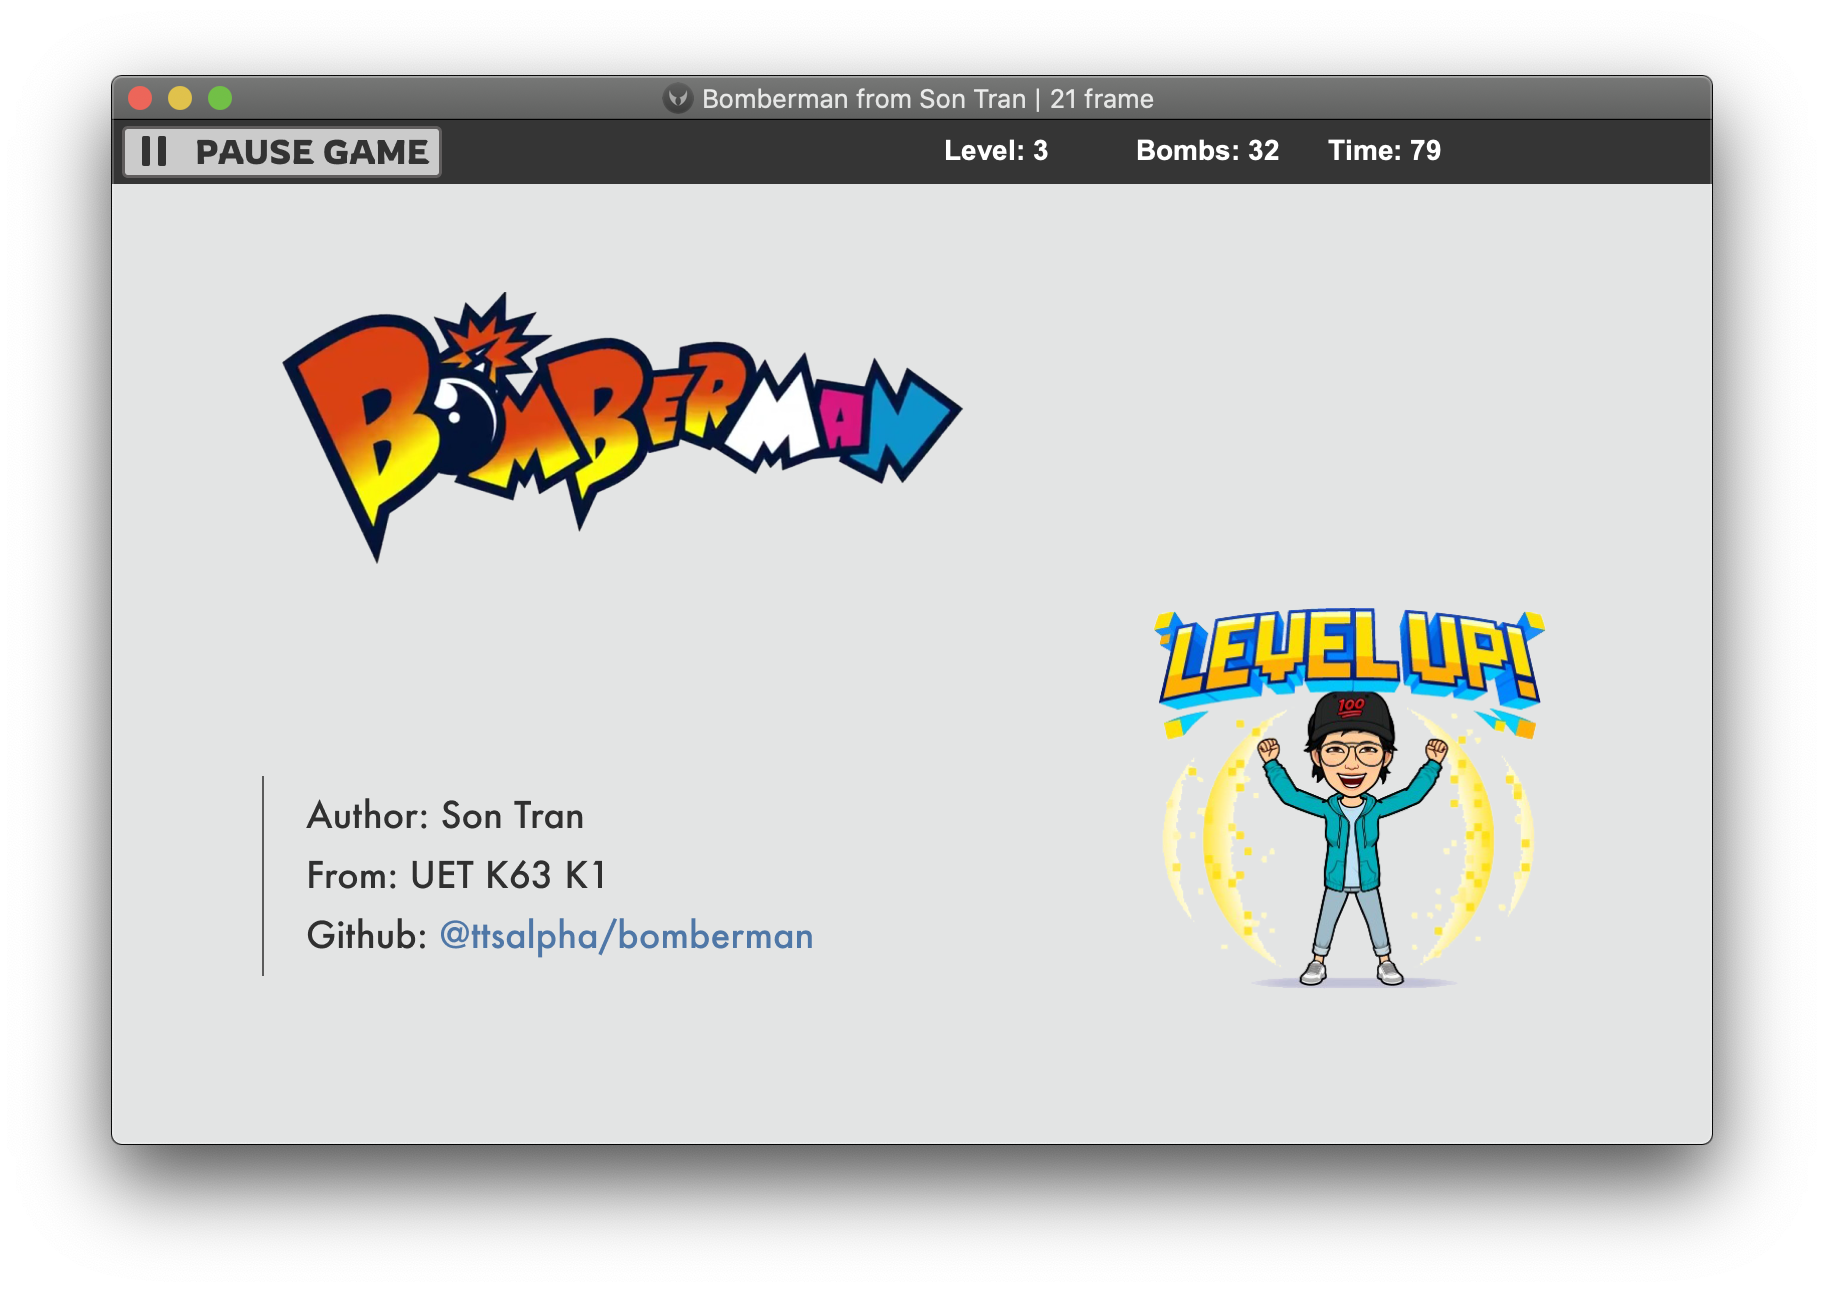 Bomberman from Son Tran | 21 frame
PAUSE GAME
Level: 3 Bombs: 32 Time: 79
BOMBERMAN
LEVEL UP!
100
Author: Son Tran
From: UET K63 K1
Github: @ttsalpha/bomberman